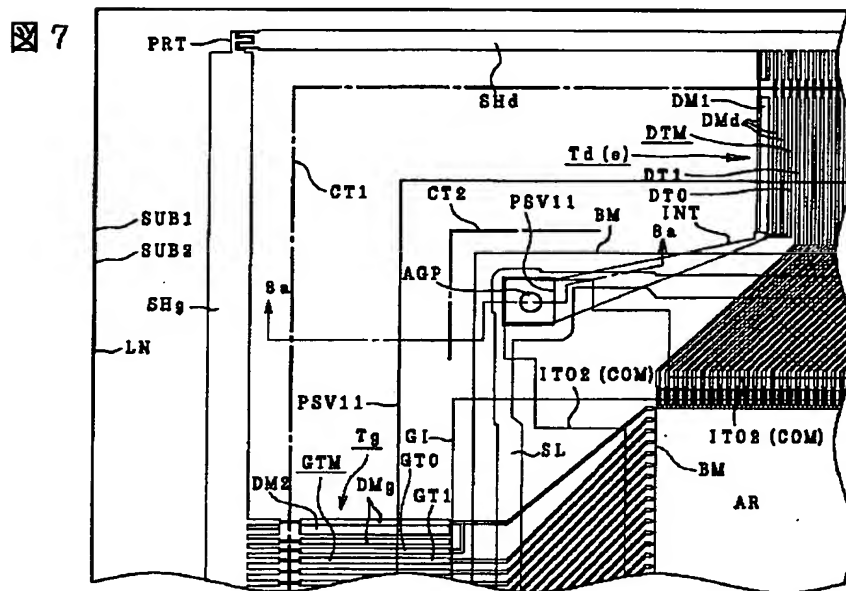 図7
PRT
SHd
DM1
DMd
DTM
Td(s)
DT1
DT0
CT1
CT2
PSV11
BM
INT
8a
SUB1
SUB2
AGP
8a
SHg
LN
ITO2(COM)
PSV11
GI
Tg
SL
ITO2(COM)
GTM
GT0
DM2
DMg
GT1
BM
AR